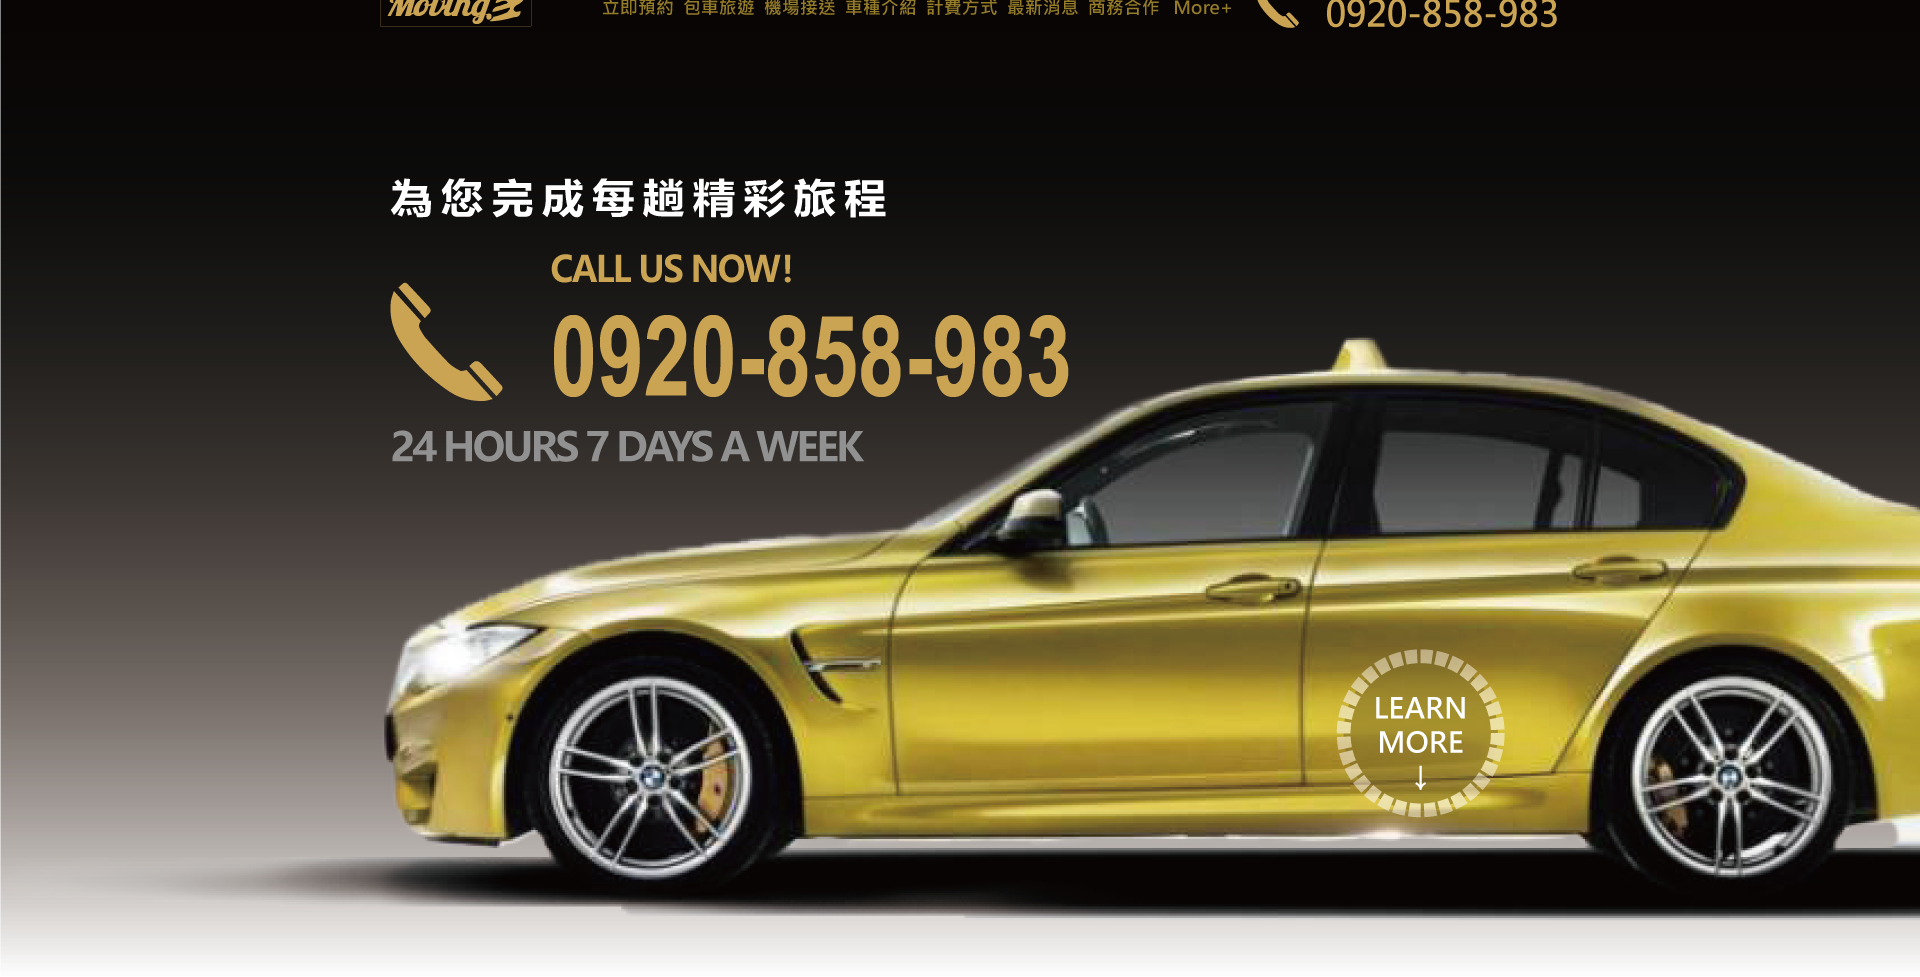 Moving
立即預約 包車旅遊 機場接送 車種介紹 計費方式 最新消息 商務合作 More+
0920-858-983
為您完成每趟精彩旅程
CALL US NOW!
0920-858-983
24 HOURS 7 DAYS A WEEK
LEARN
MORE
↓